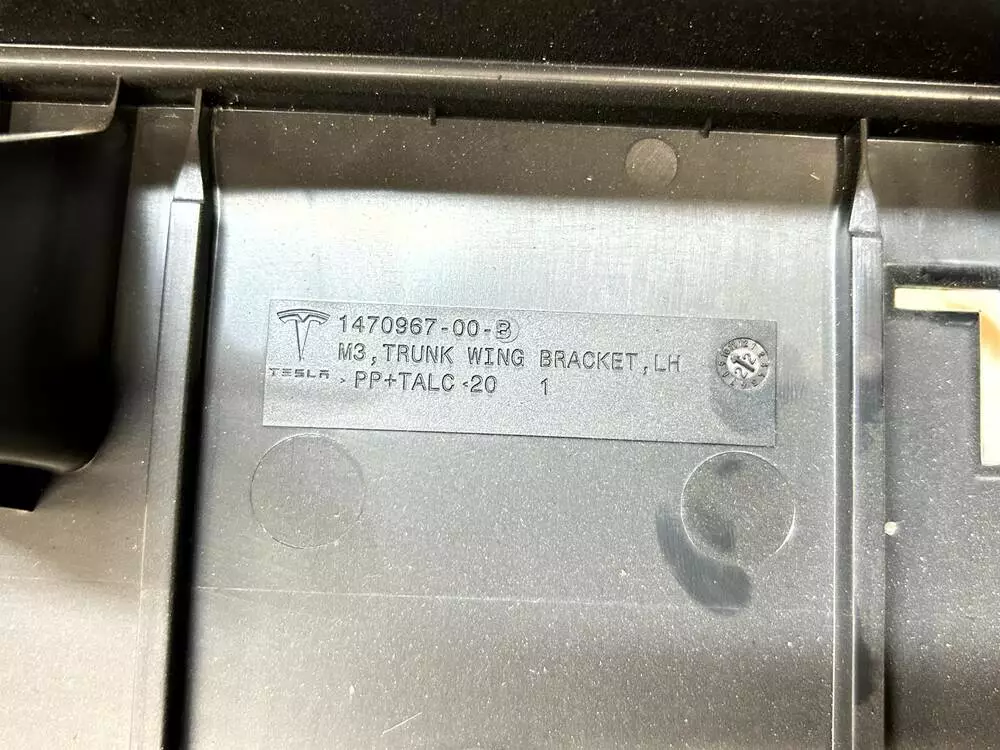 1470967-00-B
M3,TRUNK WING BRACKET,LH
TESLA
>PP+TALC<20 1